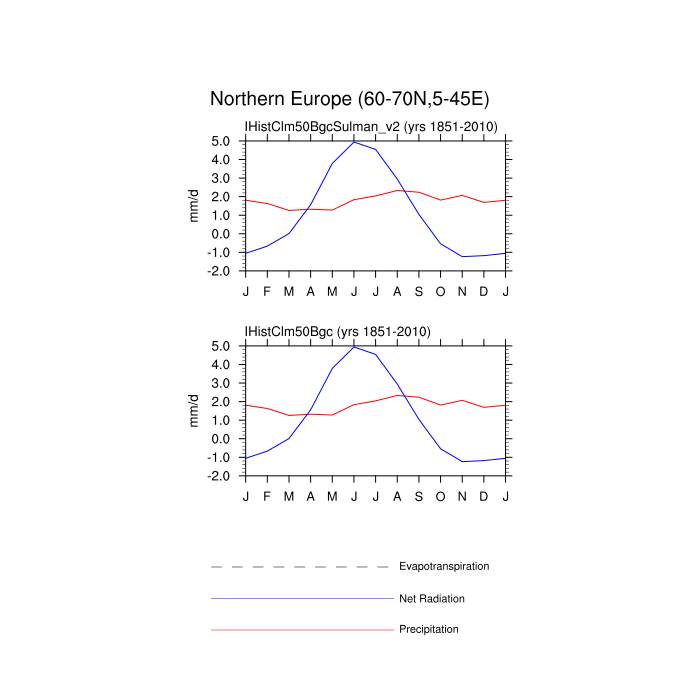 Northern Europe (60-70N,5-45E)
IHistClm50BgcSulman_v2 (yrs 1851-2010)
5.0
4.0
3.0
2.0
1.0
0.0
-1.0
-2.0
mm/d
J F M A M J J A S O N D J
IHistClm50Bgc (yrs 1851-2010)
5.0
4.0
3.0
2.0
1.0
0.0
-1.0
-2.0
mm/d
J F M A M J J A S O N D J
Evapotranspiration
Net Radiation
Precipitation